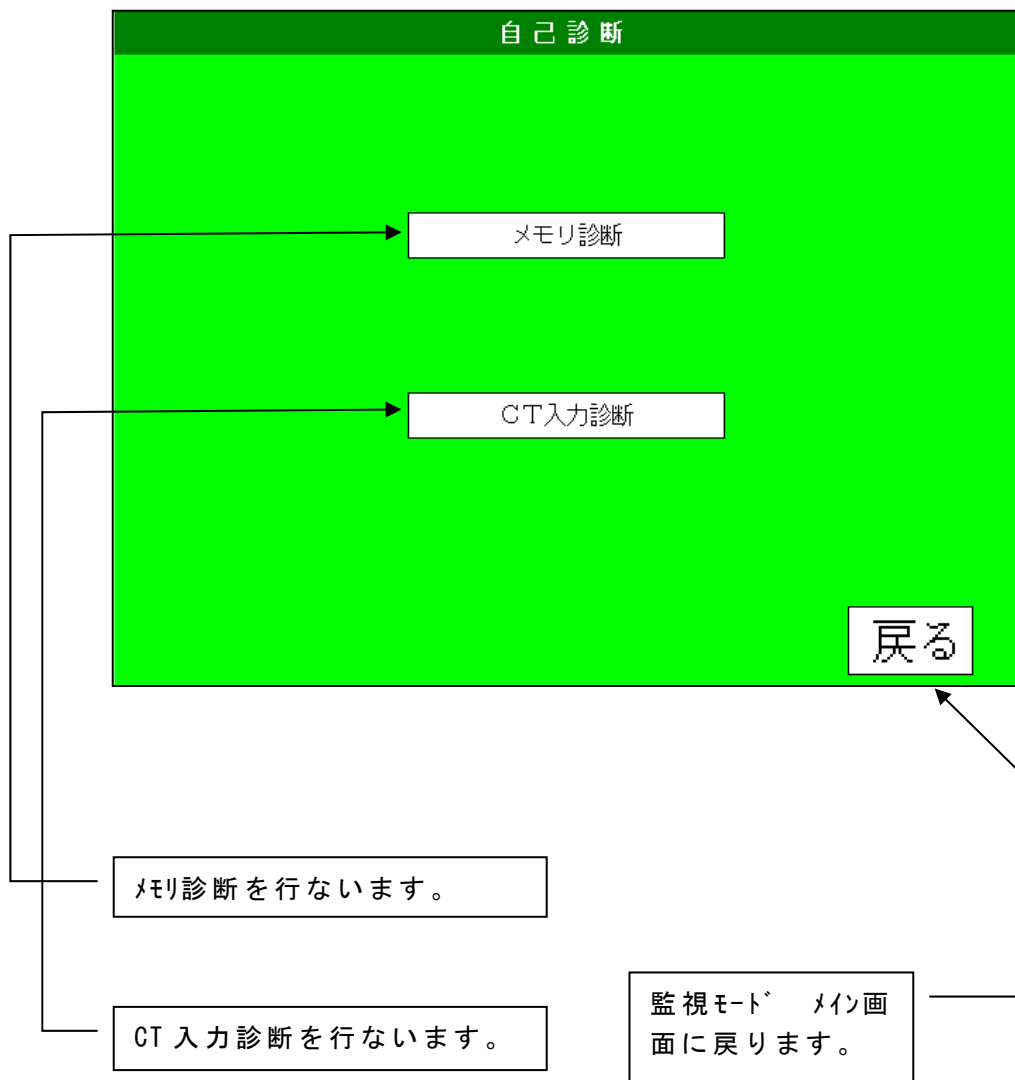 自己診断
メモリ診断
CT入力診断
戻る
ﾒﾓﾘ診断を行ないます。
CT 入力診断を行ないます。
監視ﾓｰﾄﾞ　ﾒｲﾝ画
面に戻ります。